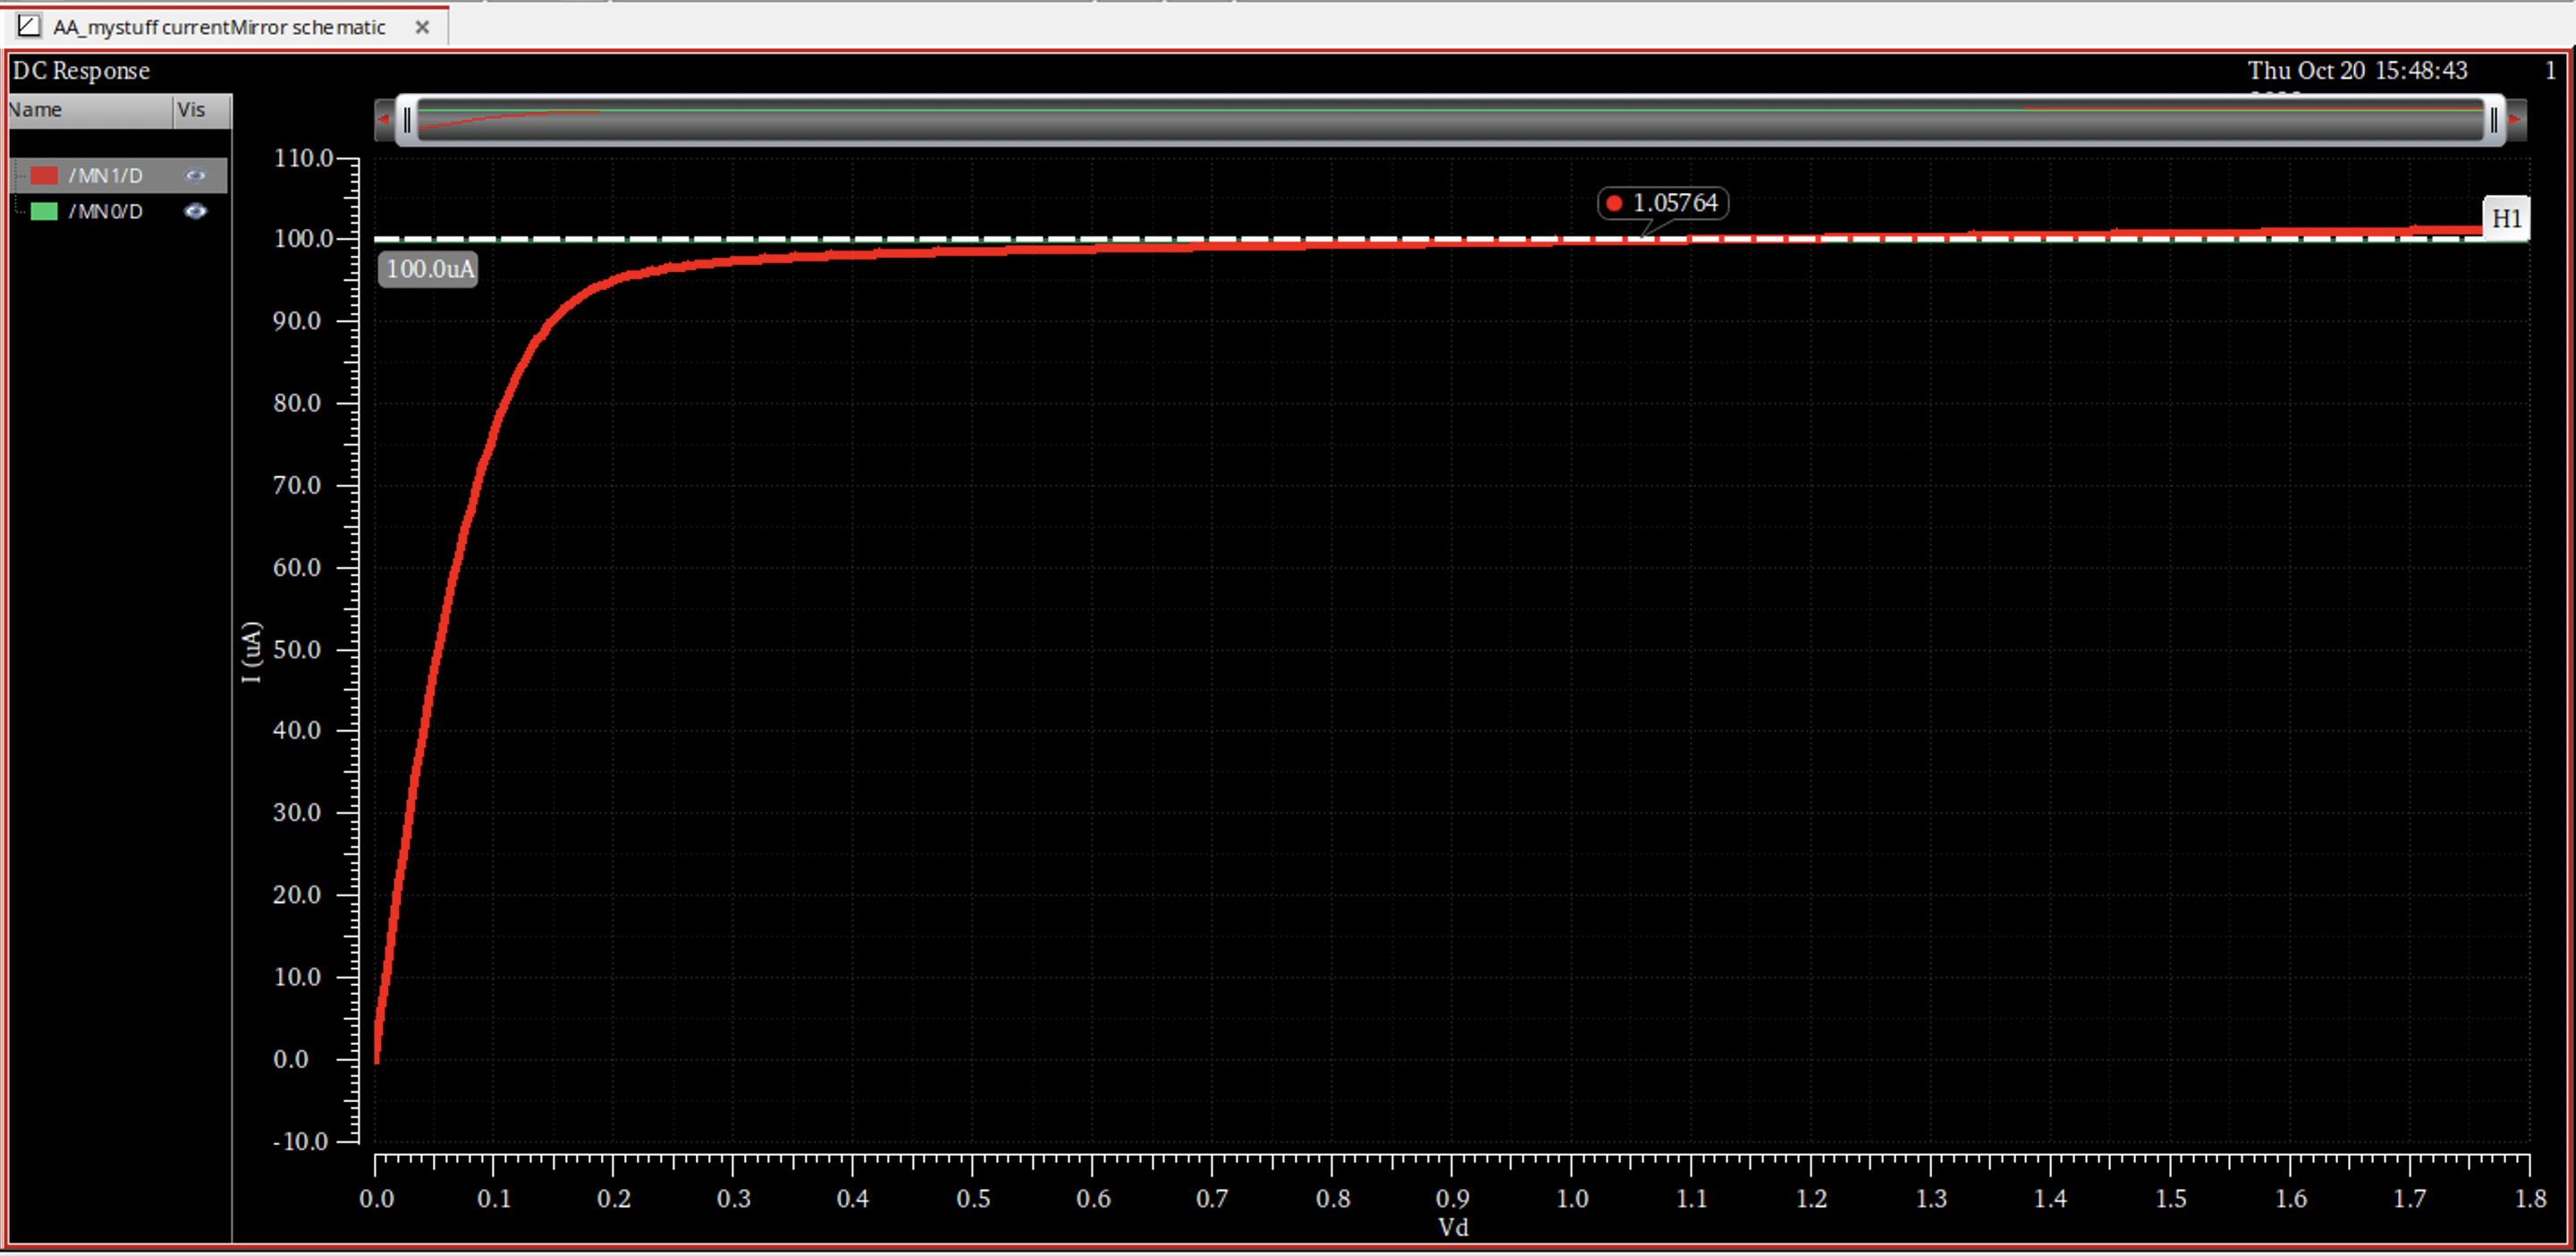 AA_mystuff currentMirror schematic
DC Response
Thu Oct 20 15:48:43
1
Name Vis
/MN1/D
/MN0/D
110.0
100.0
90.0
80.0
70.0
60.0
50.0
40.0
30.0
20.0
10.0
0.0
-10.0
I (uA)
1.05764
H1
100.0uA
0.0 0.1 0.2 0.3 0.4 0.5 0.6 0.7 0.8 0.9 1.0 1.1 1.2 1.3 1.4 1.5 1.6 1.7 1.8
Vd